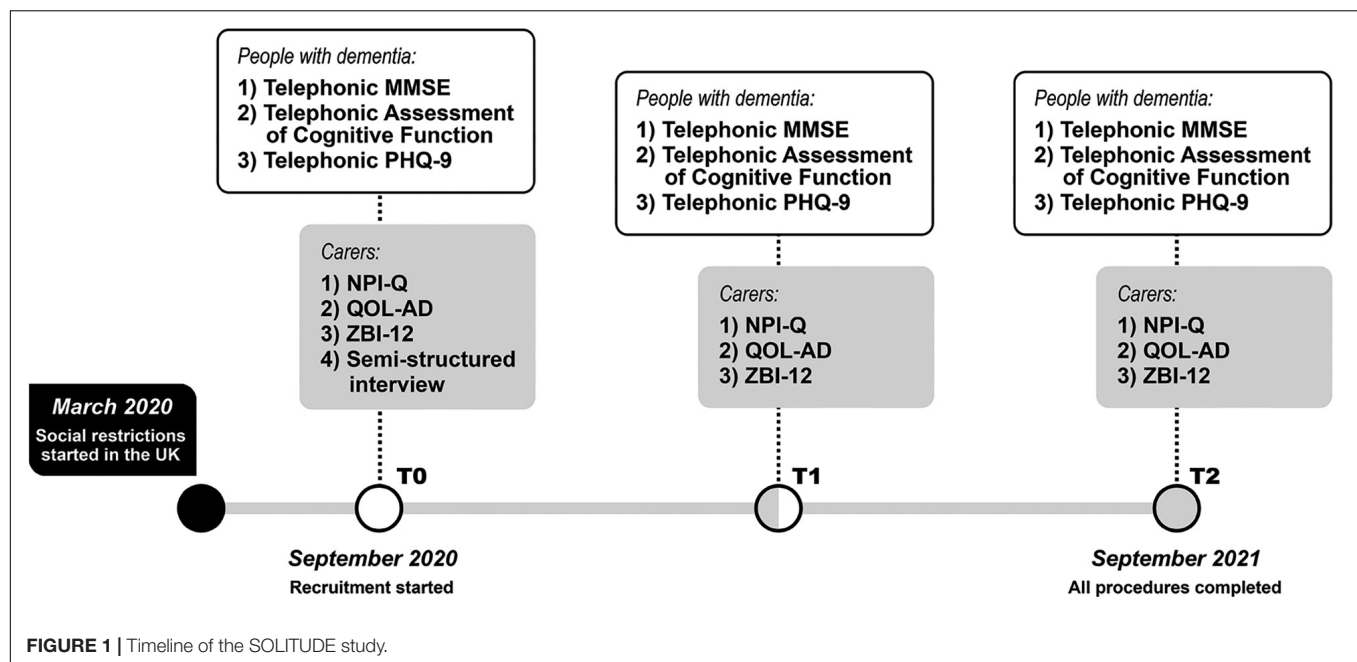 People with dementia:
1) Telephonic MMSE
2) Telephonic Assessment
of Cognitive Function
3) Telephonic PHQ-9
Carers:
1) NPI-Q
2) QOL-AD
3) ZBI-12
4) Semi-structured
interview
People with dementia:
1) Telephonic MMSE
2) Telephonic Assessment
of Cognitive Function
3) Telephonic PHQ-9
Carers:
1) NPI-Q
2) QOL-AD
3) ZBI-12
People with dementia:
1) Telephonic MMSE
2) Telephonic Assessment
of Cognitive Function
3) Telephonic PHQ-9
Carers:
1) NPI-Q
2) QOL-AD
3) ZBI-12
March 2020
Social restrictions
started in the UK
T0
T1
T2
September 2020
Recruitment started
September 2021
All procedures completed
FIGURE 1 | Timeline of the SOLITUDE study.